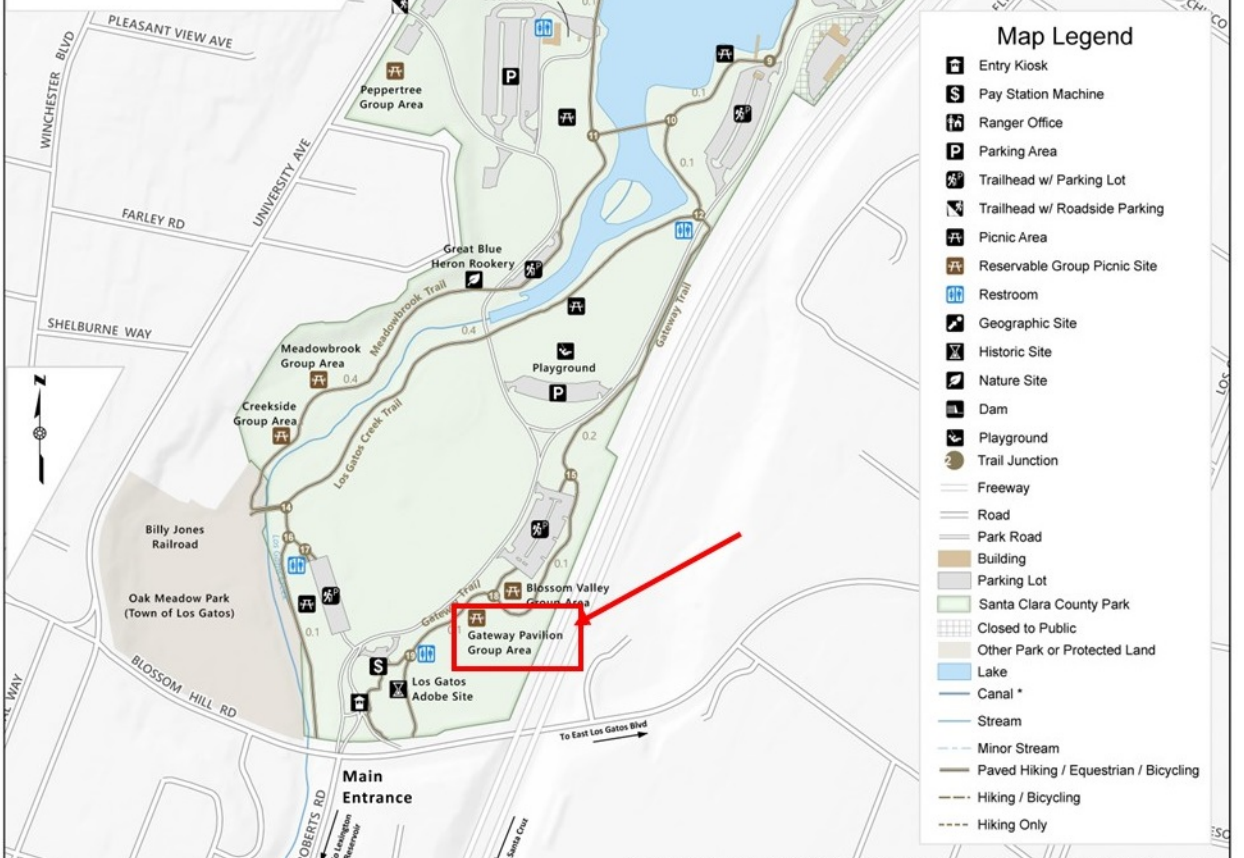 PLEASANT VIEW AVE
WINCHESTER BLVD
UNIVERSITY AVE
FARLEY RD
SHELBURNE WAY
Peppertree
Group Area
P
0.1
9
0.1
10
11
0.1
12
Great Blue
Heron Rookery
Meadowbrook Trail
Gateway Trail
0.4
Playground
P
Meadowbrook
Group Area
0.4
Creekside
Group Area
Los Gatos Creek Trail
0.2
15
N
14
16
17
Billy Jones
Railroad
Oak Meadow Park
(Town of Los Gatos)
0.1
0.1
Blossom Valley
Group Area
18
Gateway Trail
Gateway Pavilion
Group Area
19
$
Los Gatos
Adobe Site
BLOSSOM HILL RD
To East Los Gatos Blvd
Main
Entrance
ROBERTS RD
To Lexington
Reservoir
Santa Cruz
Map Legend
Entry Kiosk
$ Pay Station Machine
Ranger Office
P Parking Area
Trailhead w/ Parking Lot
Trailhead w/ Roadside Parking
Picnic Area
Reservable Group Picnic Site
Restroom
Geographic Site
Historic Site
Nature Site
Dam
Playground
2 Trail Junction
Freeway
Road
Park Road
Building
Parking Lot
Santa Clara County Park
Closed to Public
Other Park or Protected Land
Lake
Canal *
Stream
Minor Stream
Paved Hiking / Equestrian / Bicycling
Hiking / Bicycling
Hiking Only